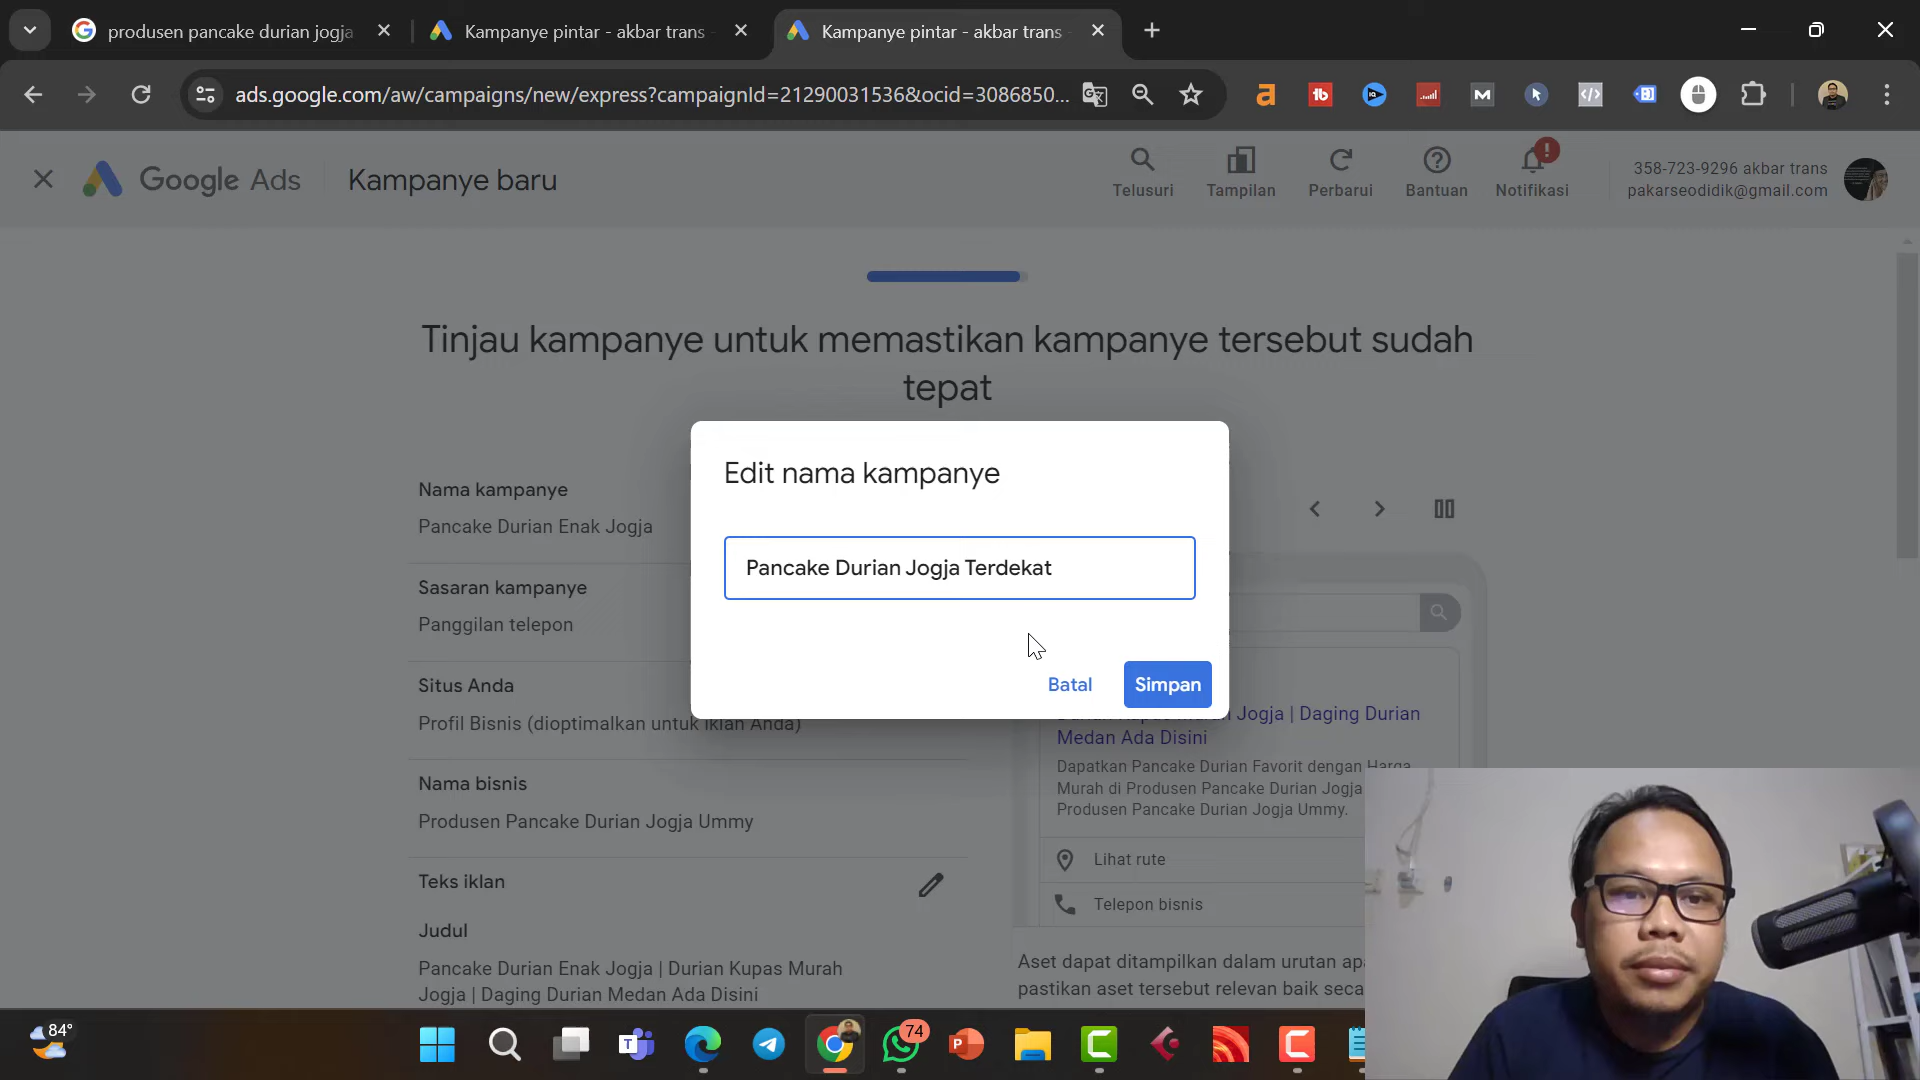 produsen pancake durian jogja
Kampanye pintar - akbar trans -
Kampanye pintar - akbar trans -
ads.google.com/aw/campaigns/new/express?campaignId=21290031536&ocid=3086850...
Google Ads
Kampanye baru
Telusuri
Tampilan
Perbarui
Bantuan
Notifikasi
358-723-9296 akbar trans
pakarseodidik@gmail.com
Tinjau kampanye untuk memastikan kampanye tersebut sudah
tepat
Edit nama kampanye
Pancake Durian Jogja Terdekat
Batal
Simpan
Nama kampanye
Pancake Durian Enak Jogja
Sasaran kampanye
Panggilan telepon
Situs Anda
Profil Bisnis (dioptimalkan untuk iklan Anda)
Nama bisnis
Produsen Pancake Durian Jogja Ummy
Teks iklan
Judul
Pancake Durian Enak Jogja | Durian Kupas Murah
Jogja | Daging Durian Medan Ada Disini
Durian Kupas Murah Jogja | Daging Durian
Medan Ada Disini
Dapatkan Pancake Durian Favorit dengan Harga
Murah di Produsen Pancake Durian Jogja
Produsen Pancake Durian Jogja Ummy.
Lihat rute
Telepon bisnis
Aset dapat ditampilkan dalam urutan apa
pastikan aset tersebut relevan baik seca
84°
74